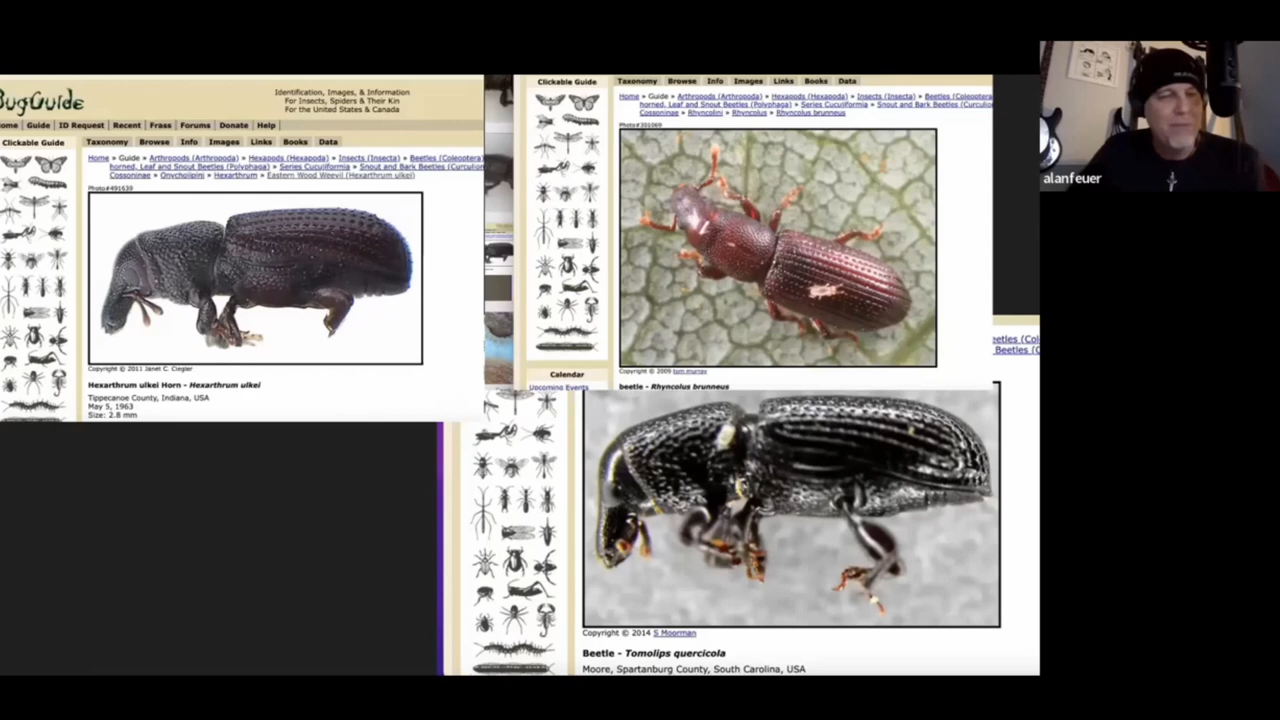 BugGuide
Identification, Images, & Information
For Insects, Spiders & Their Kin
For the United States & Canada
Home Guide ID Request Recent Frass Forums Donate Help
Clickable Guide
Taxonomy Browse Info Images Links Books Data
Home » Guide » Arthropods (Arthropoda) » Hexapods (Hexapoda) » Insects (Insecta) » Beetles (Coleoptera)
horned, Leaf and Snout Beetles (Polyphaga) » Series Cucujiformia » Snout and Bark Beetles (Curculion
Cossoninae » Onycholipini » Hexarthrum » Eastern Wood Weevil (Hexarthrum ulkei)
Photo#491639
Copyright © 2011 Janet C. Ciegler
Hexarthrum ulkei Horn - Hexarthrum ulkei
Tippecanoe County, Indiana, USA
May 5, 1963
Size: 2.8 mm
Clickable Guide
Taxonomy Browse Info Images Links Books Data
Home » Guide » Arthropods (Arthropoda) » Hexapods (Hexapoda) » Insects (Insecta) » Beetles (Coleoptera
horned, Leaf and Snout Beetles (Polyphaga) » Series Cucujiformia » Snout and Bark Beetles (Curculio
Cossoninae » Rhyncolini » Rhyncolus » Rhyncolus brunneus
Copyright © 2009 tom murray
beetle - Rhyncolus brunneus
Calendar
Upcoming Events
Copyright © 2014 S Moorman
Beetle - Tomolips quercicola
Moore, Spartanburg County, South Carolina, USA
alanfeuer